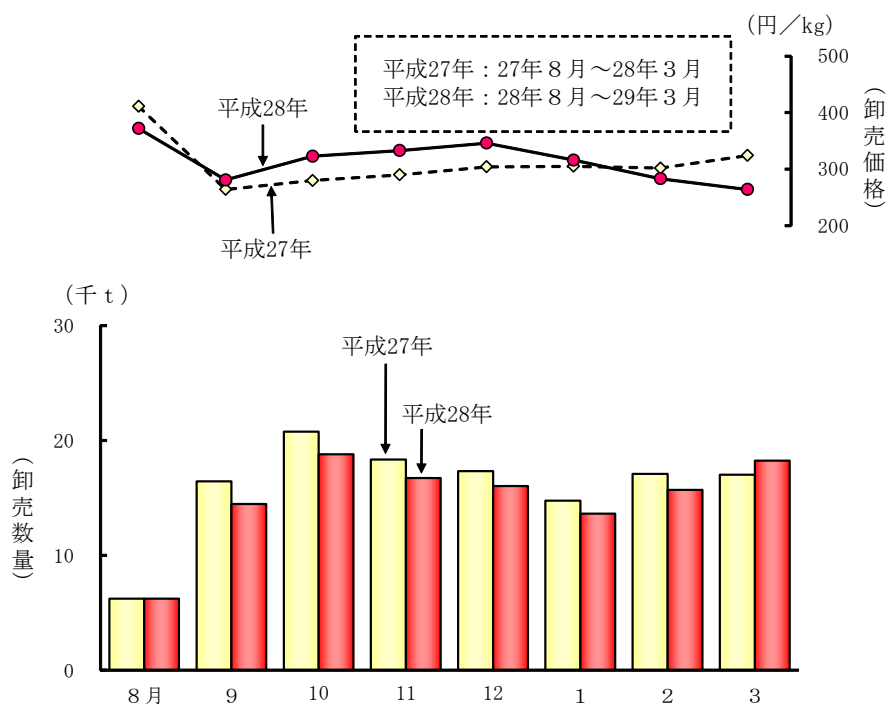 (円／kg)
500
平成27年：27年８月～28年３月
平成28年：28年８月～29年３月
平成28年
400
（卸売価格）
300
200
平成27年
（千ｔ）
30
平成27年
平成28年
20
（卸売数量）
10
0
８月
９
10
11
12
１
２
３